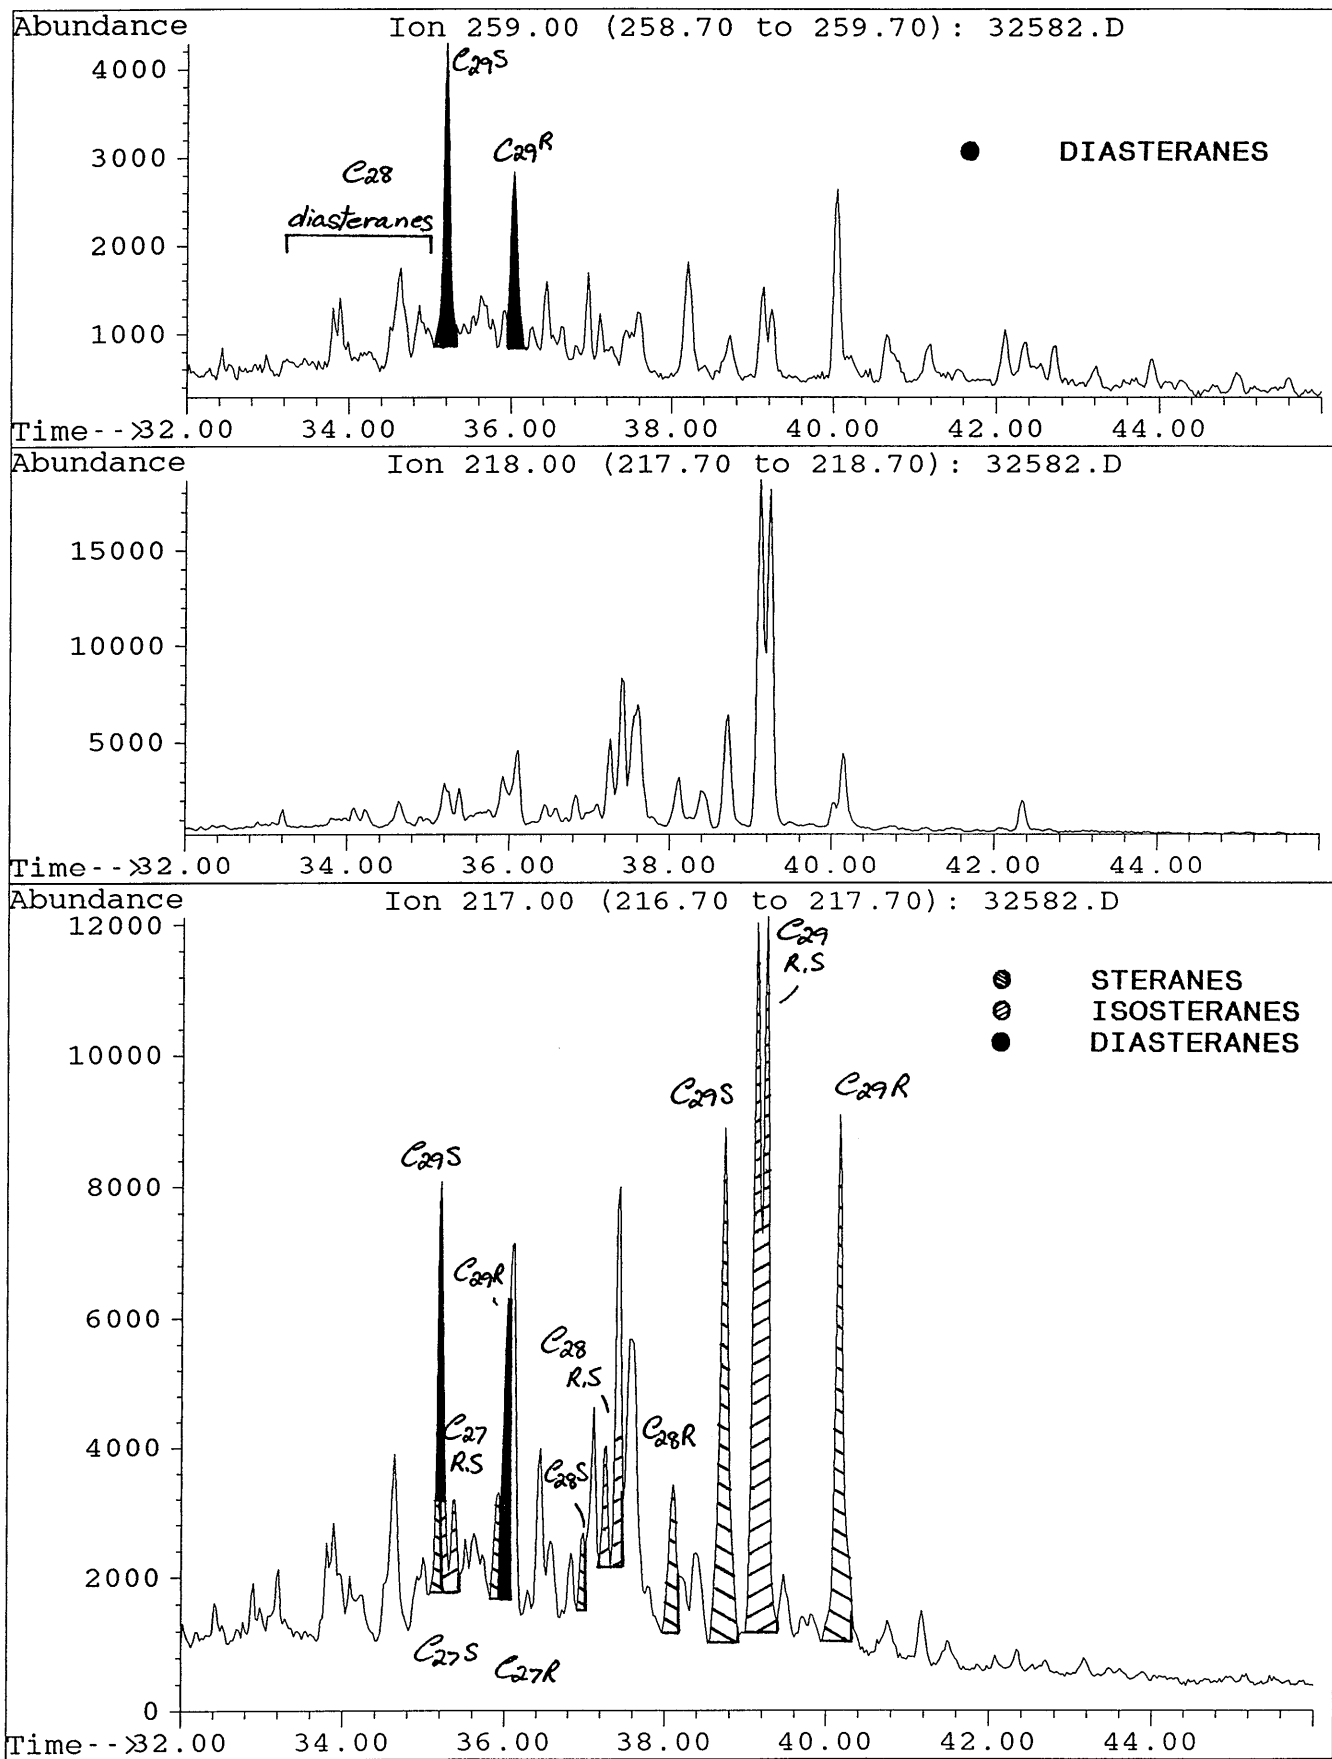 Abundance Ion 259.00 (258.70 to 259.70): 32582.D
4000
C29S
3000
C29R
● DIASTERANES
C28
diasteranes
2000
1000
Time-->32.00 34.00 36.00 38.00 40.00 42.00 44.00
Abundance Ion 218.00 (217.70 to 218.70): 32582.D
15000
10000
5000
Time-->32.00 34.00 36.00 38.00 40.00 42.00 44.00
Abundance Ion 217.00 (216.70 to 217.70): 32582.D
12000
C29
R.S
STERANES
ISOSTERANES
● DIASTERANES
10000
C29S
C29R
C29S
8000
C29R
6000
C28
R.S
C27
R.S
4000
C28S
C28R
2000
C27S
C27R
0
Time-->32.00 34.00 36.00 38.00 40.00 42.00 44.00